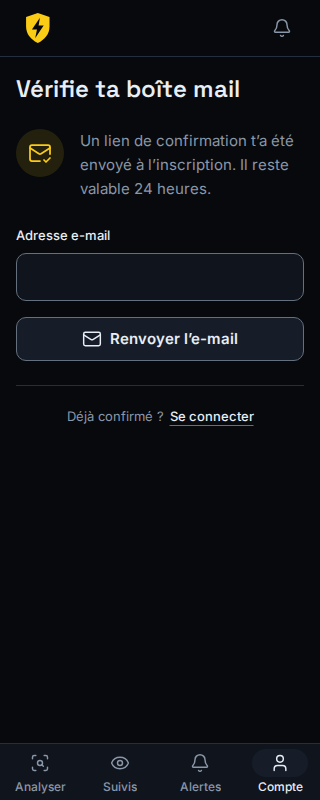 Vérifie ta boîte mail
Un lien de confirmation t’a été
envoyé à l’inscription. Il reste
valable 24 heures.
Adresse e-mail
Renvoyer l’e-mail
Déjà confirmé ? Se connecter
Analyser Suivis Alertes Compte